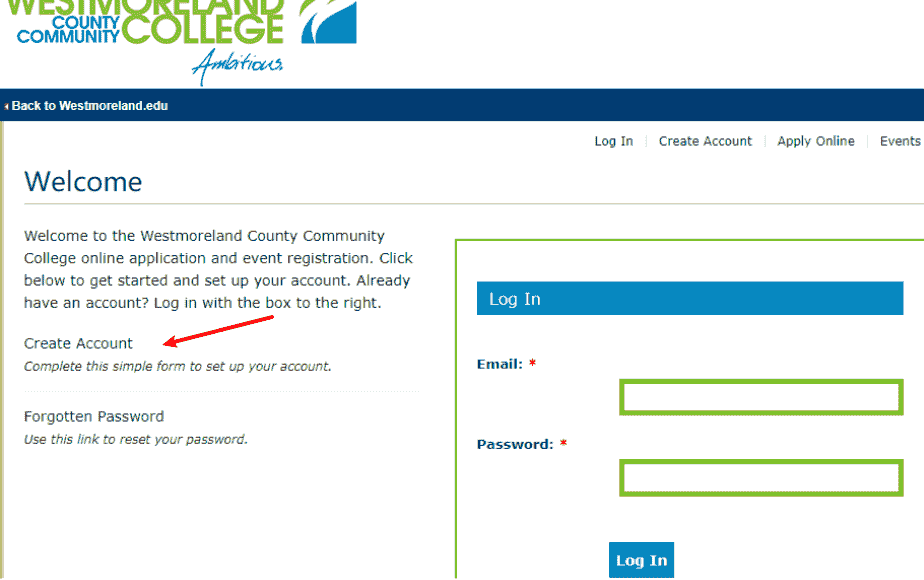 WESTMORELAND
COUNTY
COMMUNITY
COLLEGE
Ambitious.
Back to Westmoreland.edu
Log In
Create Account
Apply Online
Events
Welcome
Welcome to the Westmoreland County Community
College online application and event registration. Click
below to get started and set up your account. Already
have an account? Log in with the box to the right.
Create Account
Complete this simple form to set up your account.
Forgotten Password
Use this link to reset your password.
Log In
Email: *
Password: *
Log In